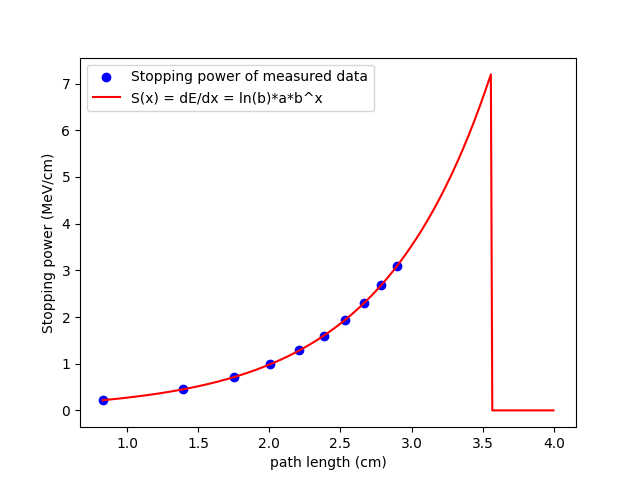 Stopping power of measured data
S(x) = dE/dx = ln(b)*a*b^x
7
6
5
4
3
2
1
0
Stopping power (MeV/cm)
1.0 1.5 2.0 2.5 3.0 3.5 4.0
path length (cm)